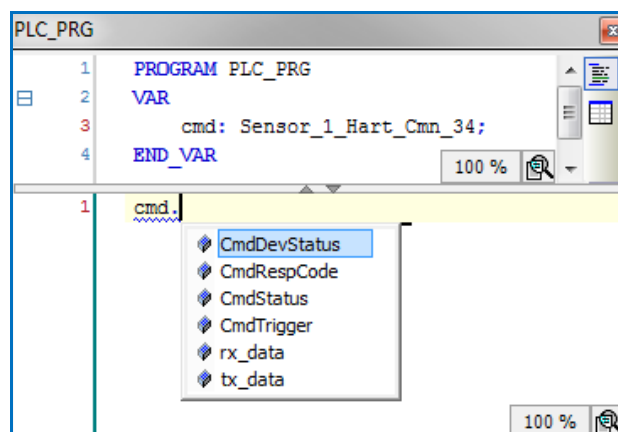 PLC_PRG
1 PROGRAM PLC_PRG
2 VAR
3 cmd: Sensor_1_Hart_Cmn_34;
4 END_VAR
100 %
1 cmd.
CmdDevStatus
CmdRespCode
CmdStatus
CmdTrigger
rx_data
tx_data
100 %